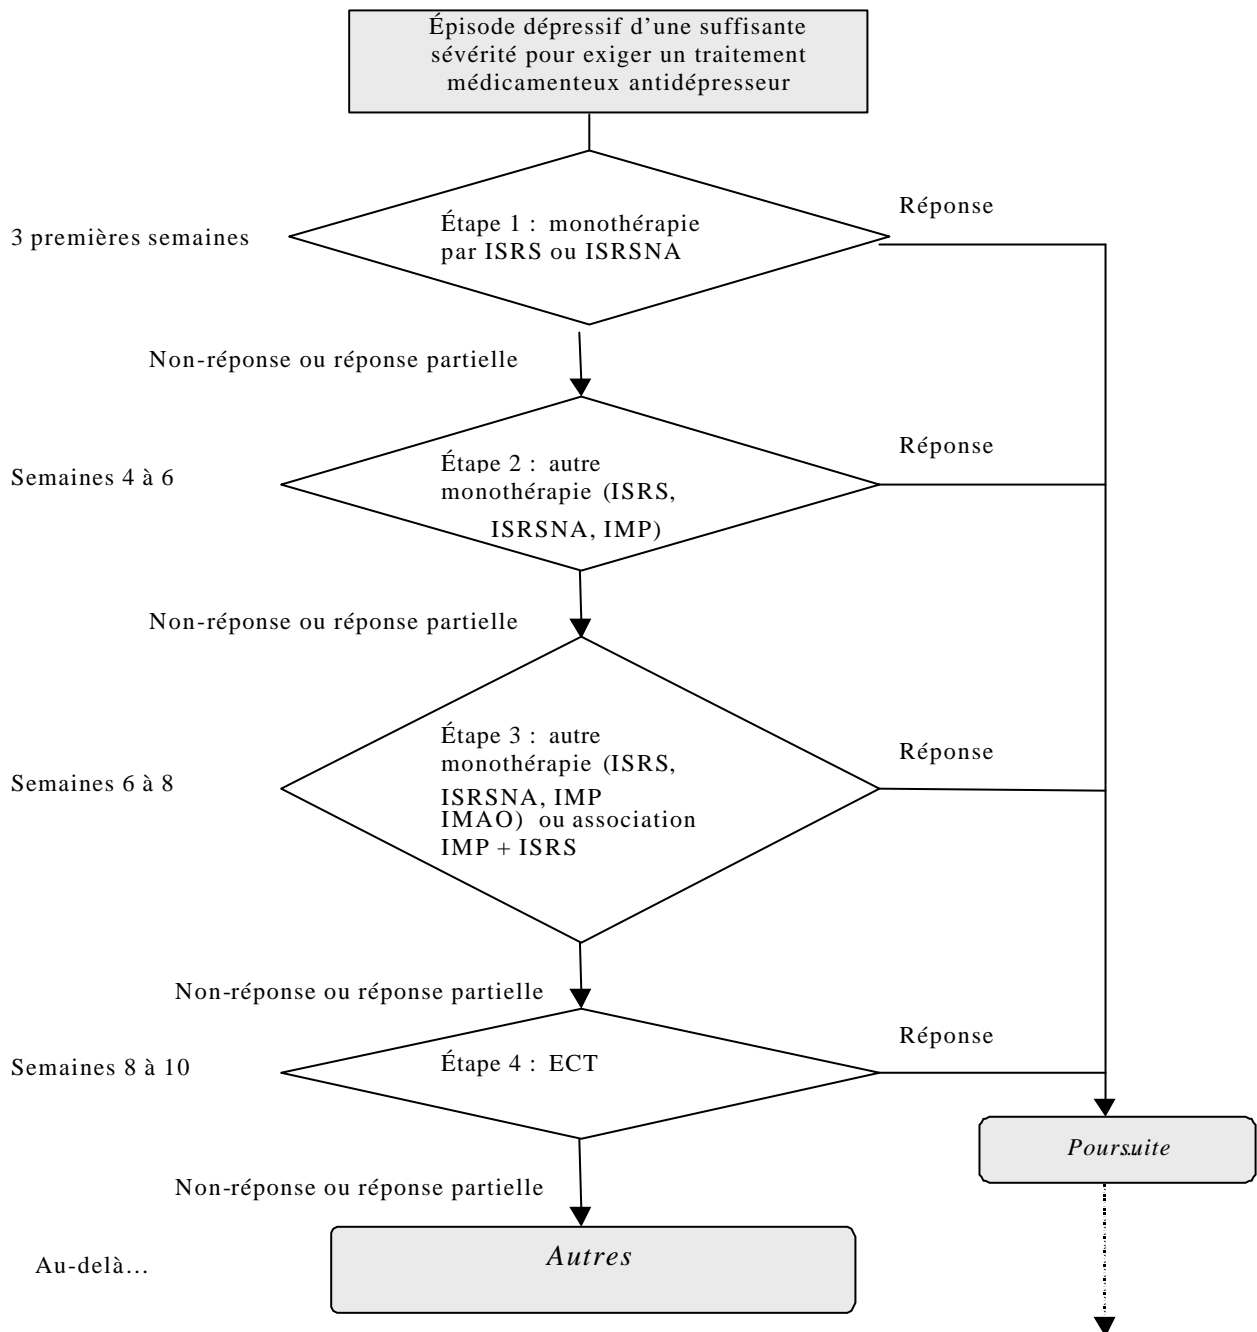 Épisode dépressif d’une suffisante
sévérité pour exiger un traitement
médicamenteux antidépresseur
Réponse
3 premières semaines
Étape 1 : monothérapie
par ISRS ou ISRSNA
Non-réponse ou réponse partielle
Réponse
Semaines 4 à 6
Étape 2 : autre
monothérapie (ISRS,
ISRSNA, IMP)
Non-réponse ou réponse partielle
Réponse
Semaines 6 à 8
Étape 3 : autre
monothérapie (ISRS,
ISRSNA, IMP
IMAO) ou association
IMP + ISRS
Non-réponse ou réponse partielle
Réponse
Semaines 8 à 10
Étape 4 : ECT
Poursuite
Non-réponse ou réponse partielle
Autres
Au-delà…